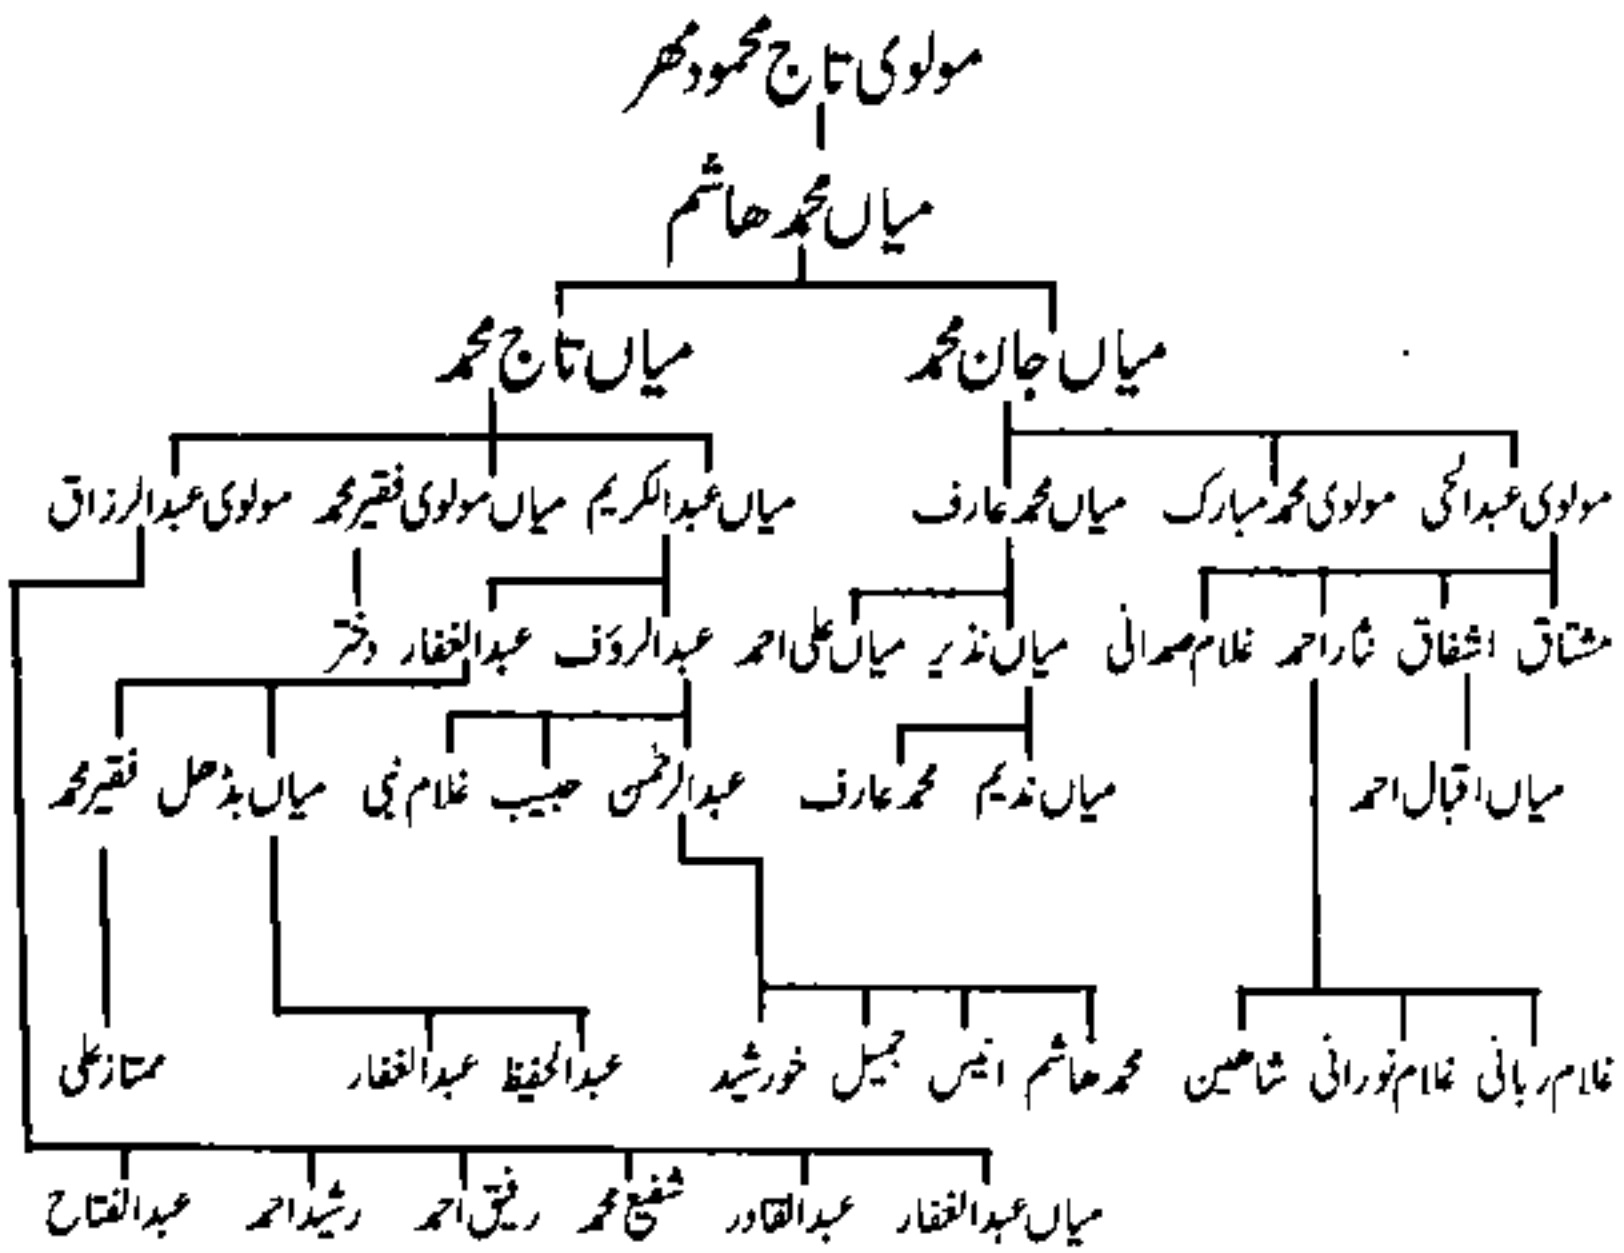 مولوی تاج محمود مھر
میاں محمد ھاشم
میاں جان محمد میاں تاج محمد
مولوی عبدالحی مولوی محمد مبارک میاں محمد عارف میاں عبدالکریم میاں مولوی فقیر محمد مولوی عبدالرزاق
مشتاق اشفاق نثار احمد غلام صمدانی میاں نذیر میاں علی احمد عبدالروف عبدالغفار دختر
میاں اقبال احمد میاں ندیم محمد عارف عبدالرحمٰن حبیب غلام نبی میاں بڈھل فقیر محمد
غلام ربانی غلام نورانی شاھین محمد ھاشم انیس جمیل خورشید عبدالحفیظ عبدالغفار ممتاز علی
میاں عبدالغفار عبدالقادر شفیع محمد رفیق احمد رشید احمد عبدالفتاح